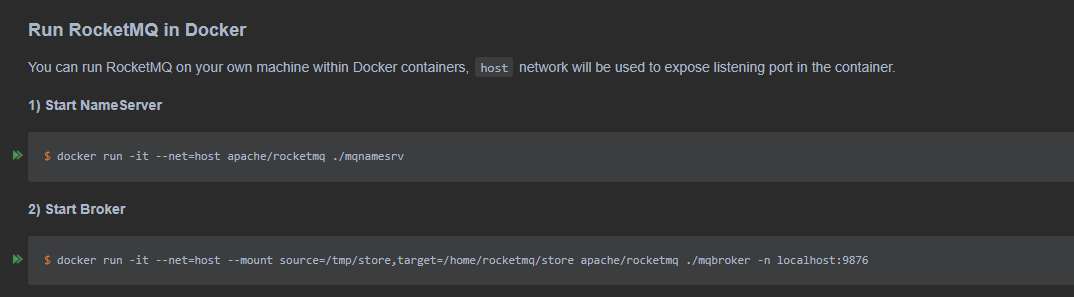 Run RocketMQ in Docker
You can run RocketMQ on your own machine within Docker containers, host network will be used to expose listening port in the container.
1) Start NameServer
$ docker run -it --net=host apache/rocketmq ./mqnamesrv
2) Start Broker
$ docker run -it --net=host --mount source=/tmp/store,target=/home/rocketmq/store apache/rocketmq ./mqbroker -n localhost:9876